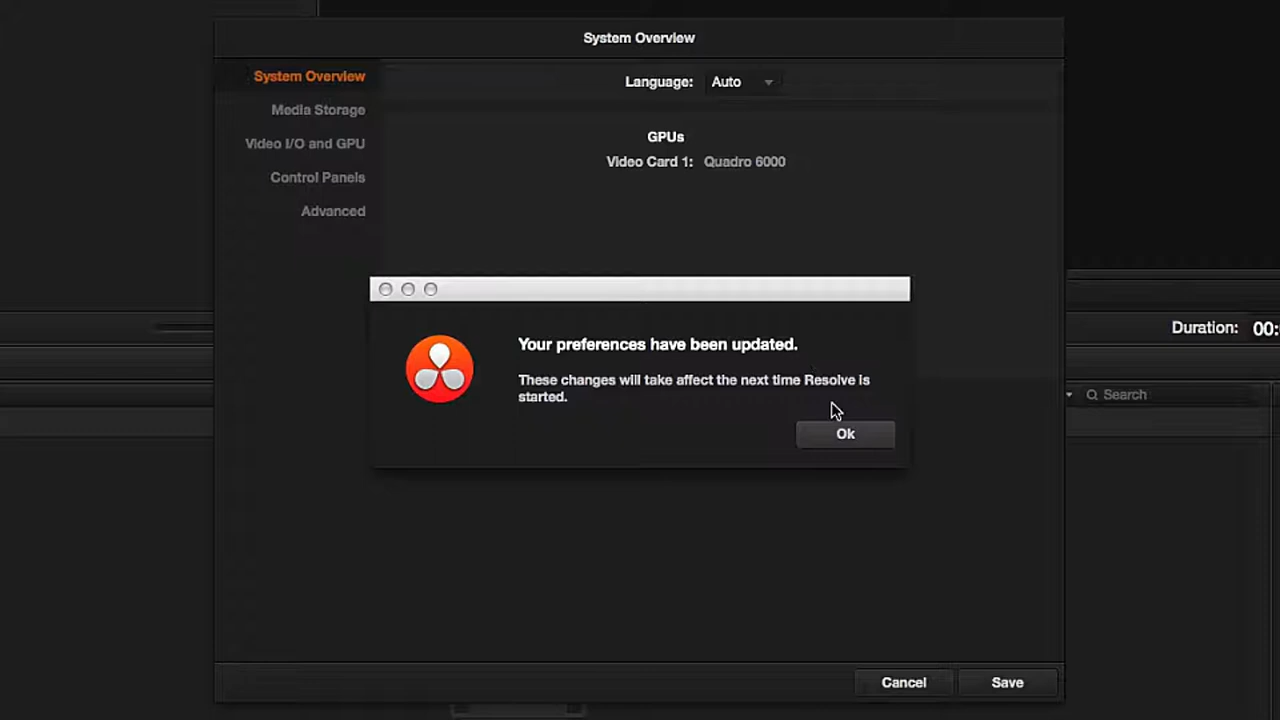 System Overview
System Overview
Language: Auto
Media Storage
GPUs
Video I/O and GPU
Video Card 1: Quadro 6000
Control Panels
Advanced
Your preferences have been updated.
These changes will take affect the next time Resolve is
started.
Ok
Duration: 00:
Search
Cancel
Save